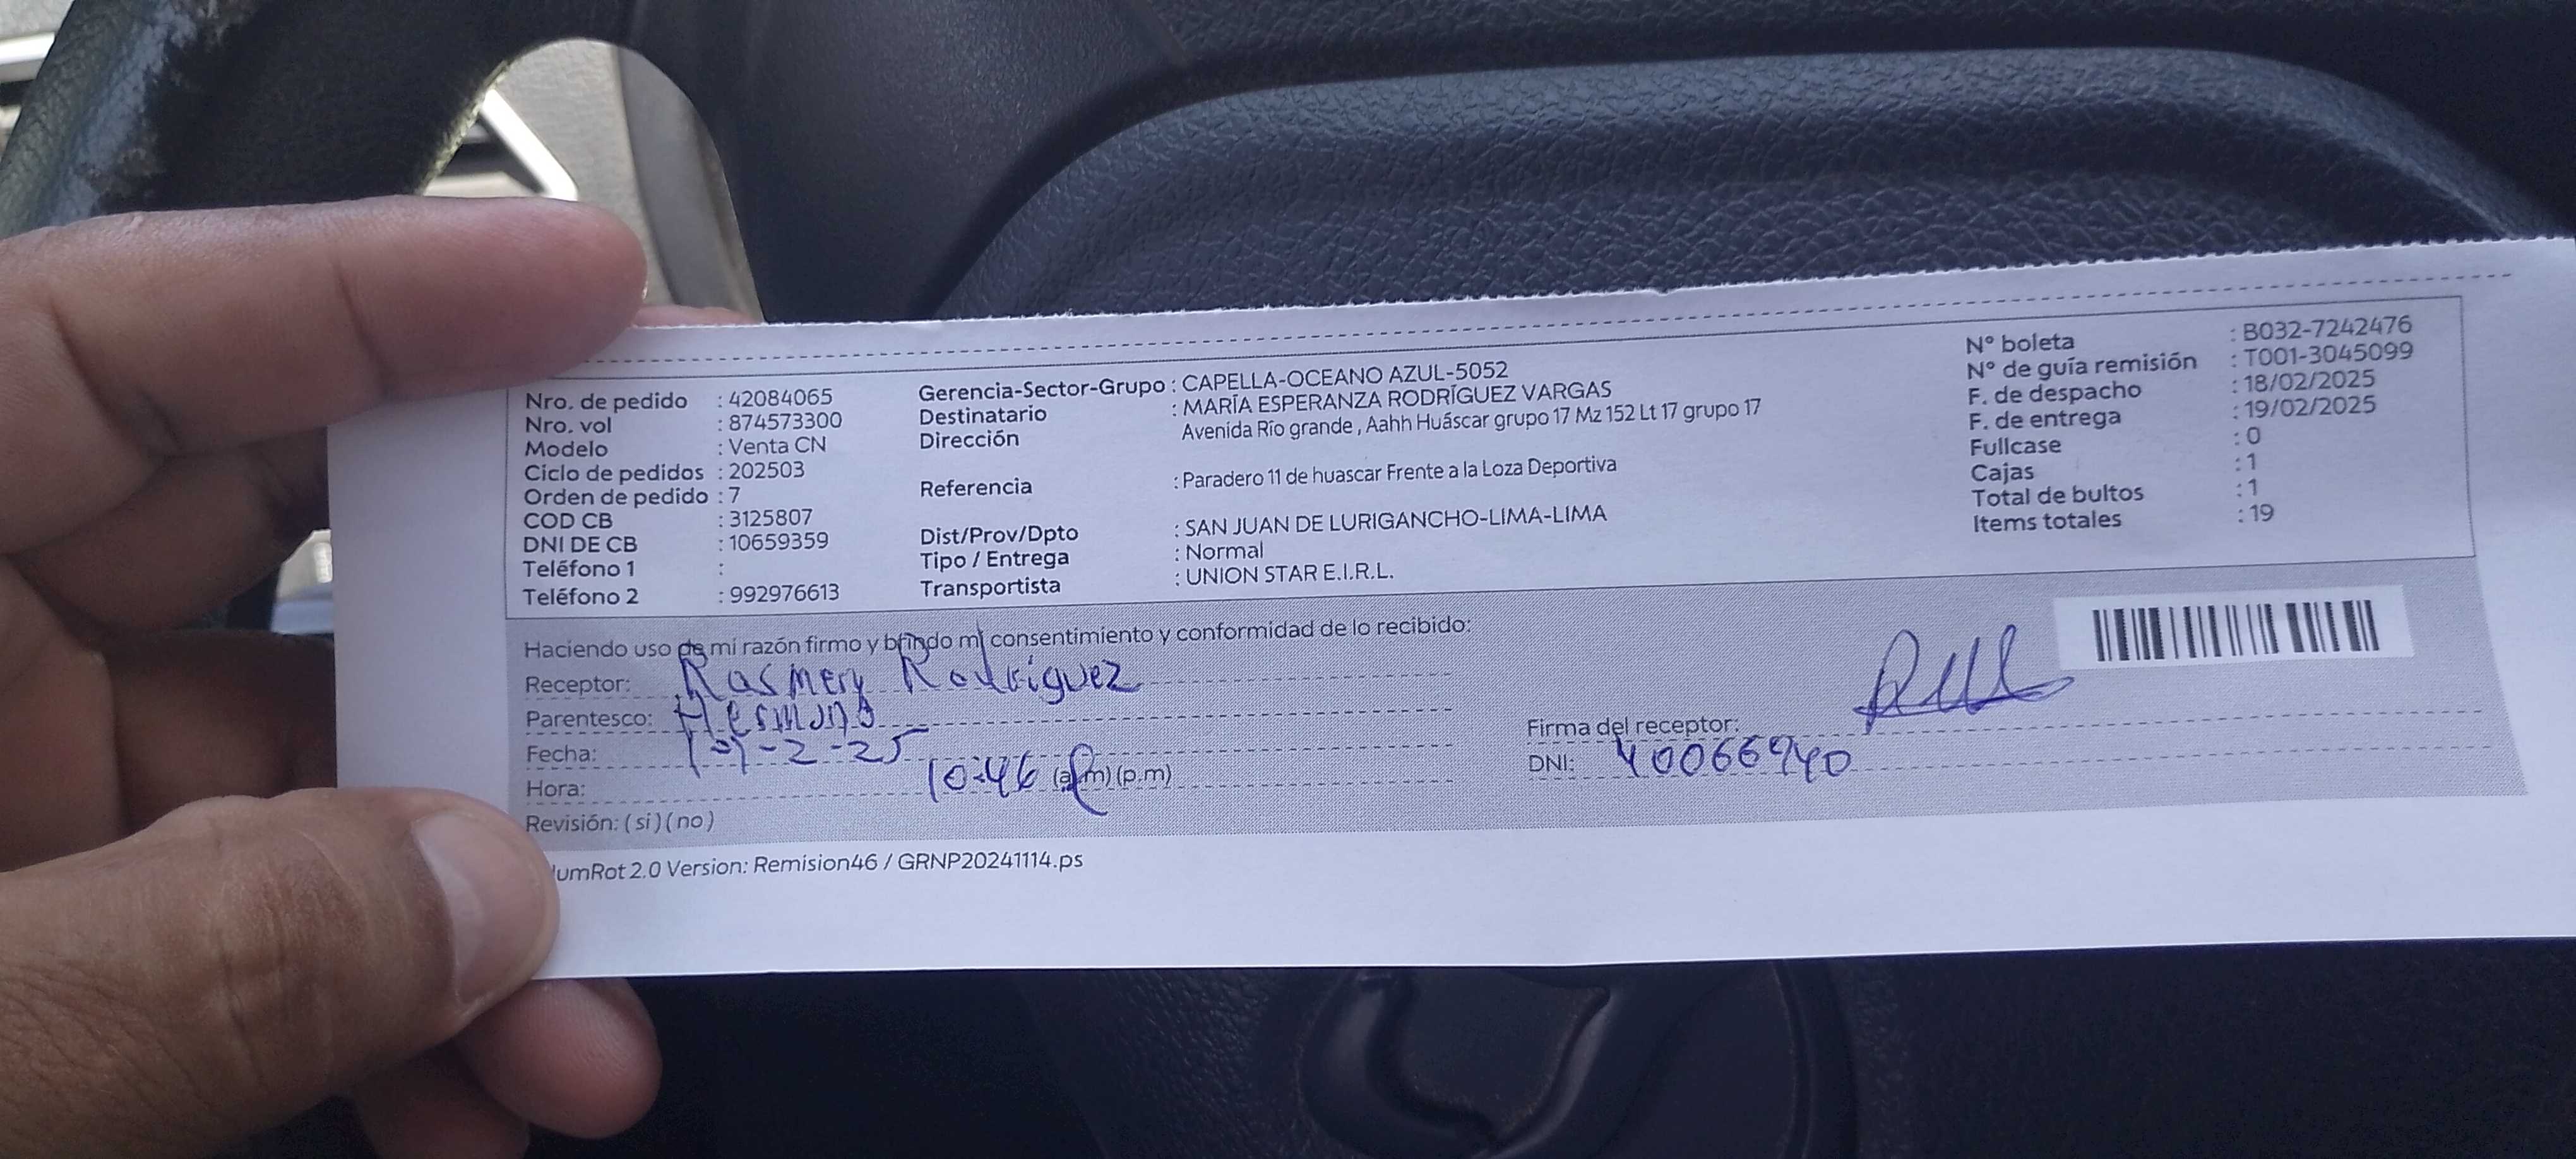 Nro. de pedido : 42084065
Nro. vol : 874573300
Modelo : Venta CN
Ciclo de pedidos : 202503
Orden de pedido : 7
COD CB : 3125807
DNI DE CB : 10659359
Teléfono 1 :
Teléfono 2 : 992976613
Gerencia-Sector-Grupo : CAPELLA-OCEANO AZUL-5052
Destinatario : MARÍA ESPERANZA RODRÍGUEZ VARGAS
Dirección Avenida Río grande , Aahh Huáscar grupo 17 Mz 152 Lt 17 grupo 17
Referencia : Paradero 11 de huascar Frente a la Loza Deportiva
Dist/Prov/Dpto : SAN JUAN DE LURIGANCHO-LIMA-LIMA
Tipo / Entrega : Normal
Transportista : UNION STAR E.I.R.L.
N° boleta : B032-7242476
N° de guía remisión : T001-3045099
F. de despacho : 18/02/2025
F. de entrega : 19/02/2025
Fullcase : 0
Cajas : 1
Total de bultos : 1
Items totales : 19
Haciendo uso de mi razón firmo y brindo mi consentimiento y conformidad de lo recibido:
Receptor: Rasmery Rodriguez
Parentesco: Hermana
Fecha: 19-2-25
Hora: 10:46 (a.m) (p.m)
Revisión: ( si ) ( no )
Firma del receptor:
DNI: 40066940
umRot 2.0 Version: Remision46 / GRNP20241114.ps